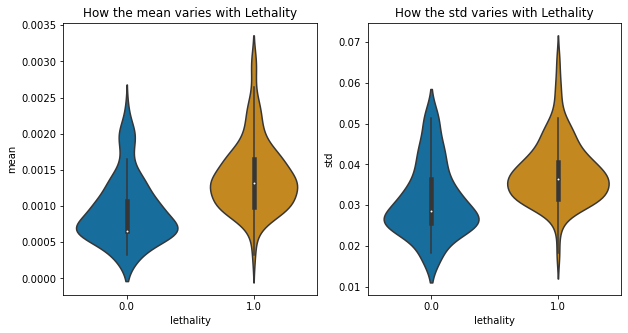 How the mean varies with Lethality
0.0035
0.0030
0.0025
0.0020
0.0015
0.0010
0.0005
0.0000
mean
0.0 1.0
lethality
How the std varies with Lethality
0.07
0.06
0.05
0.04
0.03
0.02
0.01
std
0.0 1.0
lethality